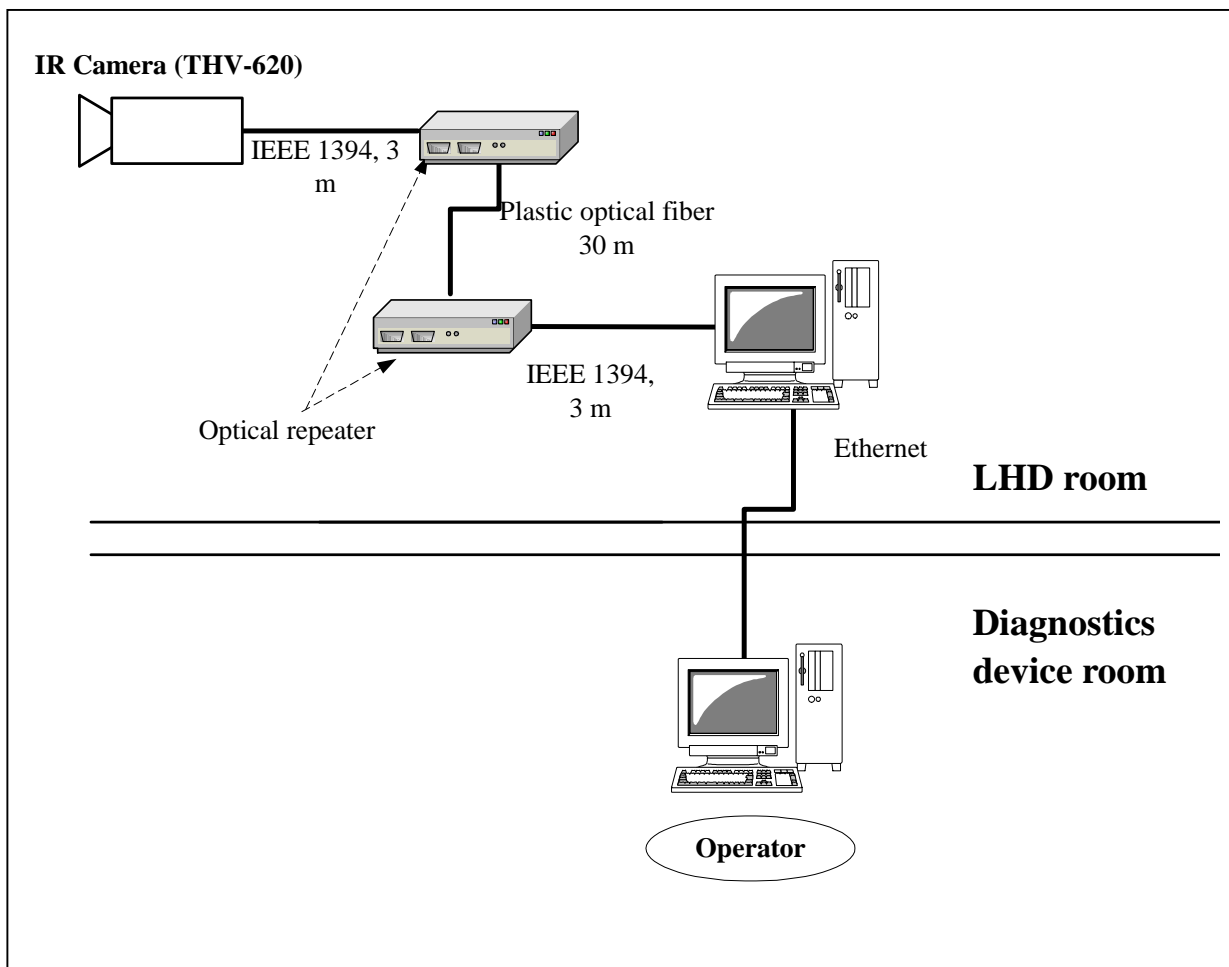 IR Camera (THV-620)
IEEE 1394, 3
m
Plastic optical fiber
30 m
IEEE 1394,
3 m
Optical repeater
Ethernet
LHD room
Diagnostics
device room
Operator